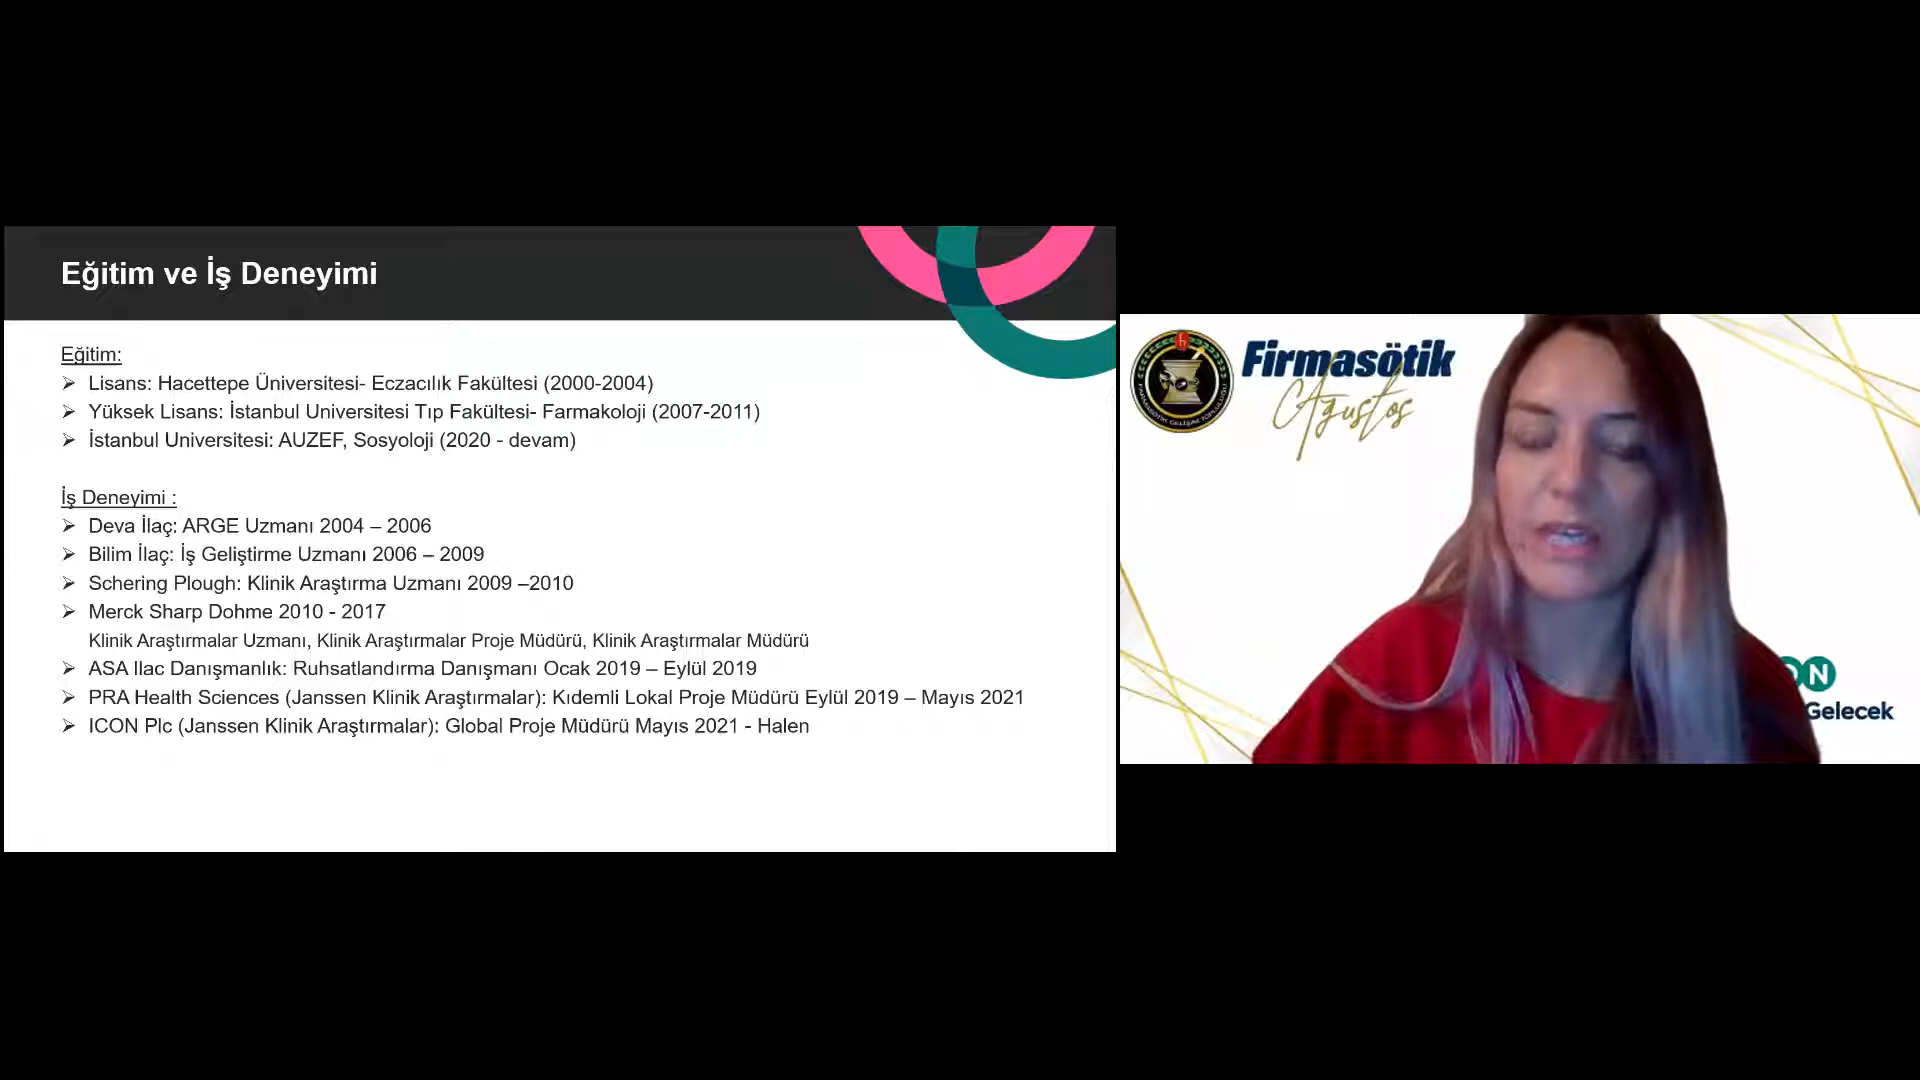 Eğitim ve İş Deneyimi
Eğitim:
➢ Lisans: Hacettepe Üniversitesi- Eczacılık Fakültesi (2000-2004)
➢ Yüksek Lisans: İstanbul Universitesi Tıp Fakültesi- Farmakoloji (2007-2011)
➢ İstanbul Universitesi: AUZEF, Sosyoloji (2020 - devam)
İş Deneyimi :
➢ Deva İlaç: ARGE Uzmanı 2004 – 2006
➢ Bilim İlaç: İş Geliştirme Uzmanı 2006 – 2009
➢ Schering Plough: Klinik Araştırma Uzmanı 2009 –2010
➢ Merck Sharp Dohme 2010 - 2017
Klinik Araştırmalar Uzmanı, Klinik Araştırmalar Proje Müdürü, Klinik Araştırmalar Müdürü
➢ ASA Ilac Danışmanlık: Ruhsatlandırma Danışmanı Ocak 2019 – Eylül 2019
➢ PRA Health Sciences (Janssen Klinik Araştırmalar): Kıdemli Lokal Proje Müdürü Eylül 2019 – Mayıs 2021
➢ ICON Plc (Janssen Klinik Araştırmalar): Global Proje Müdürü Mayıs 2021 - Halen
FARMASÖTİK GELİŞİM TOPLULUĞU
Firmasötik
Ağustos
ON
Gelecek